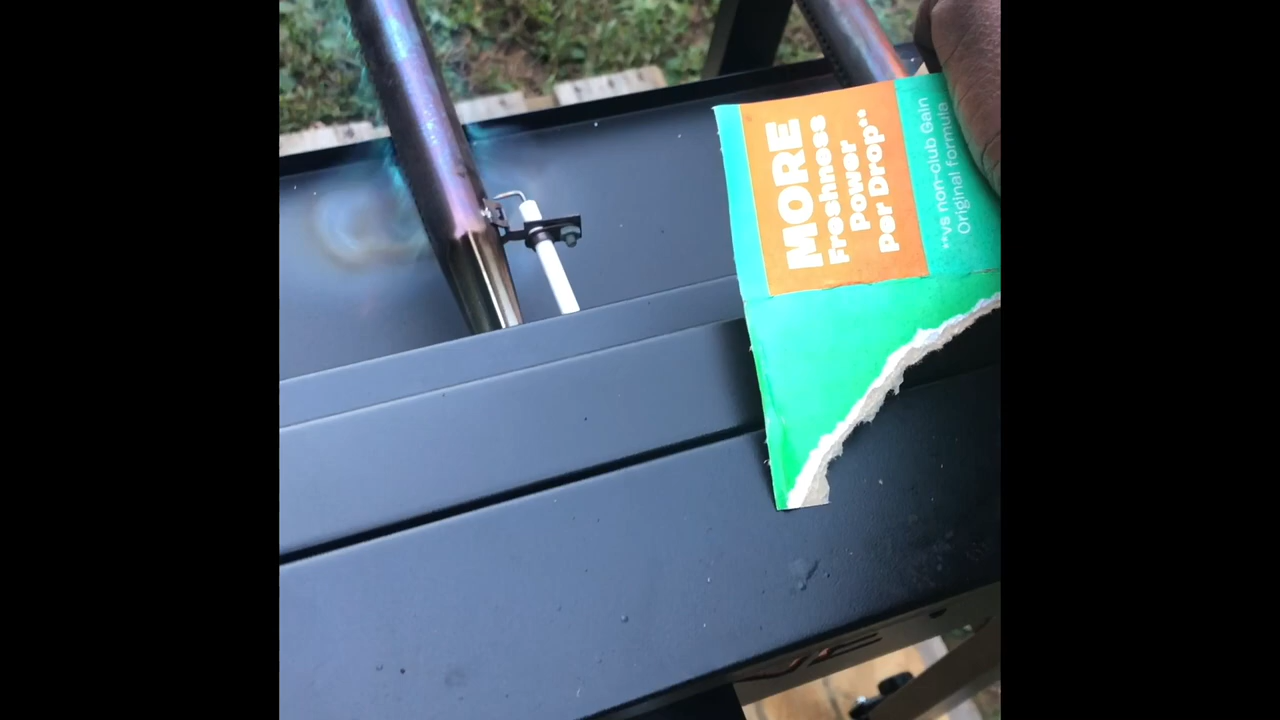 MORE
Freshness
Power
Per Drop**
**vs non-club Gain
Original formula